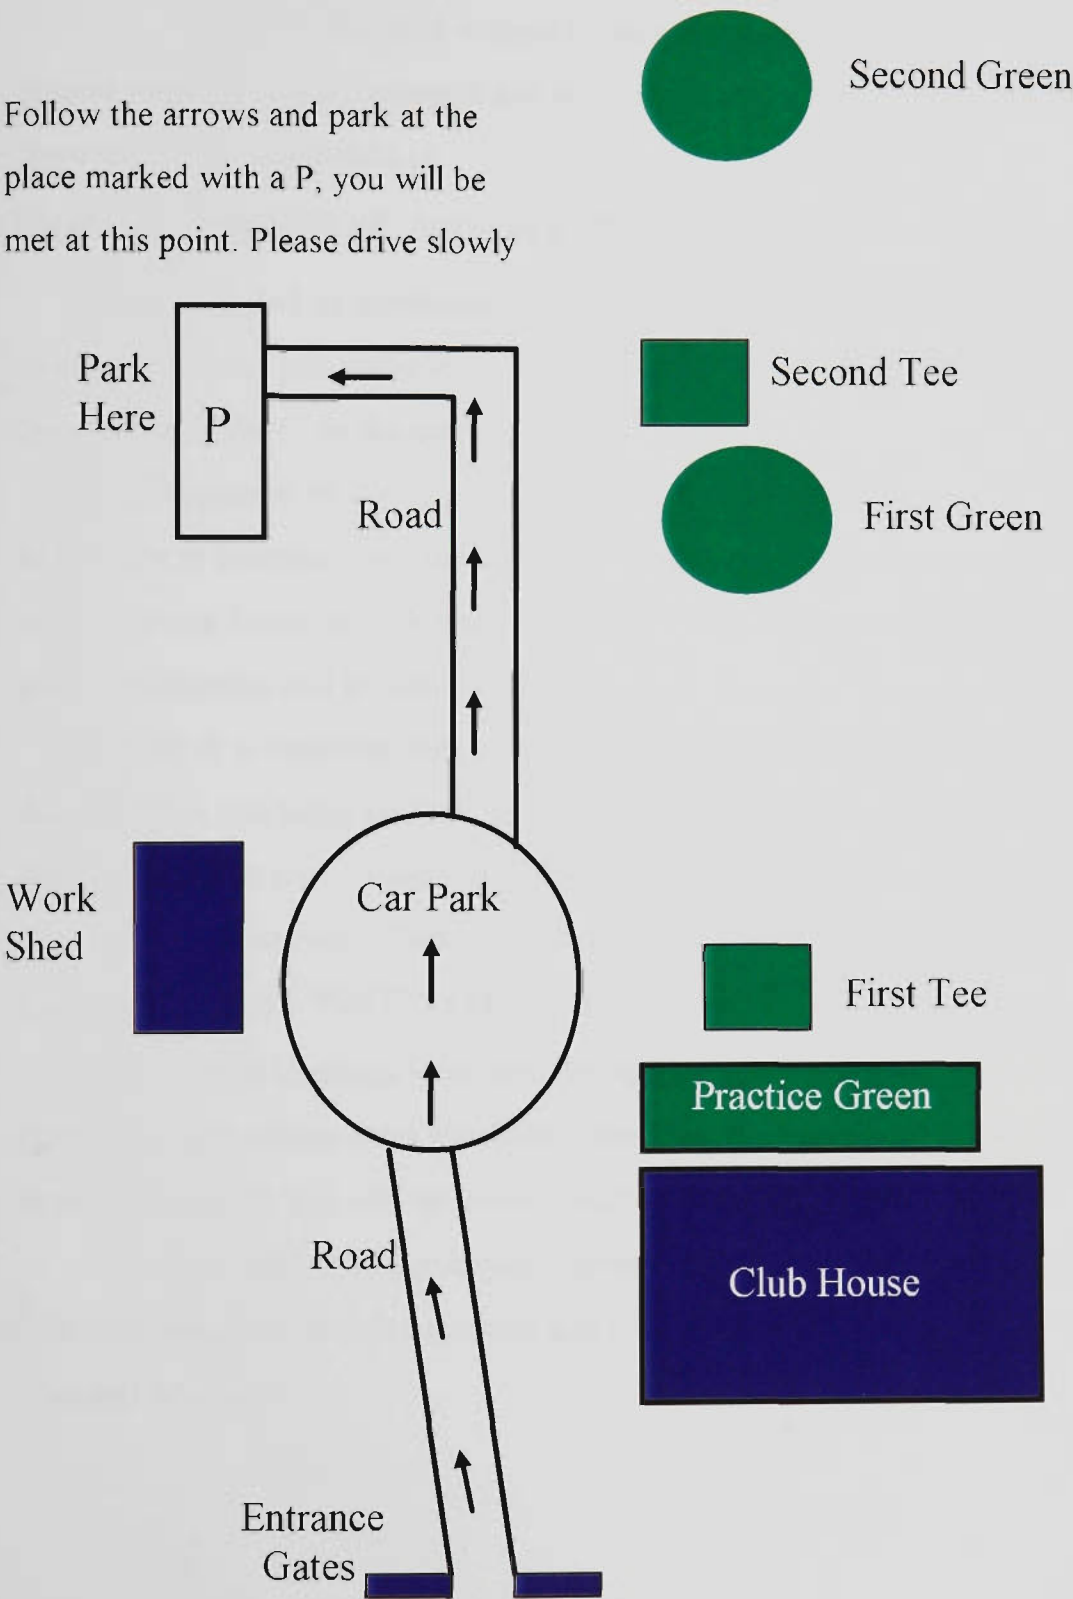 Second Green
Follow the arrows and park at the
place marked with a P, you will be
met at this point. Please drive slowly
Park
Here
P
Second Tee
Road
First Green
Work
Shed
Car Park
First Tee
Practice Green
Road
Club House
Entrance
Gates